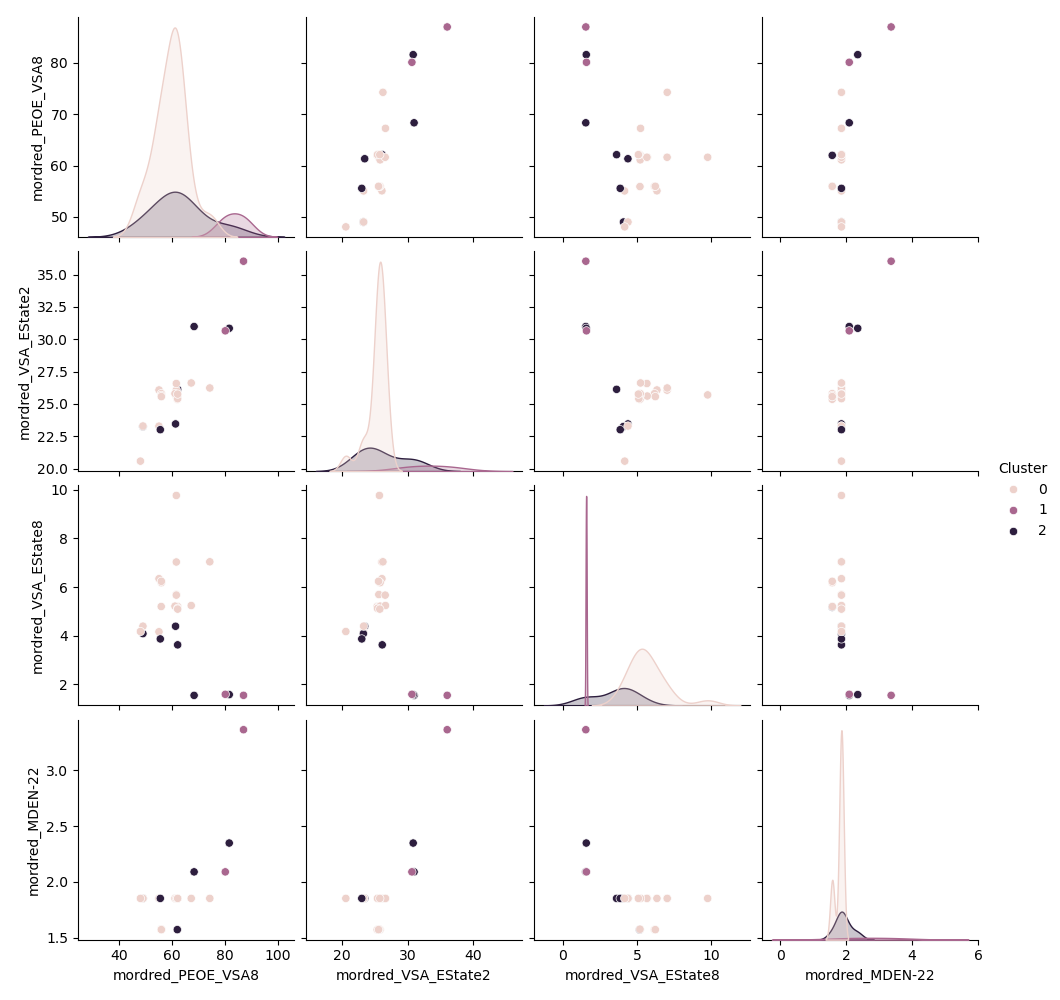 mordred_PEOE_VSA8
80
70
60
50
mordred_VSA_EState2
35.0
32.5
30.0
27.5
25.0
22.5
20.0
mordred_VSA_EState8
10
8
6
4
2
Cluster
0
1
2
mordred_MDEN-22
3.0
2.5
2.0
1.5
40 60 80 100
20 30 40
0 5 10
0 2 4 6
mordred_PEOE_VSA8
mordred_VSA_EState2
mordred_VSA_EState8
mordred_MDEN-22